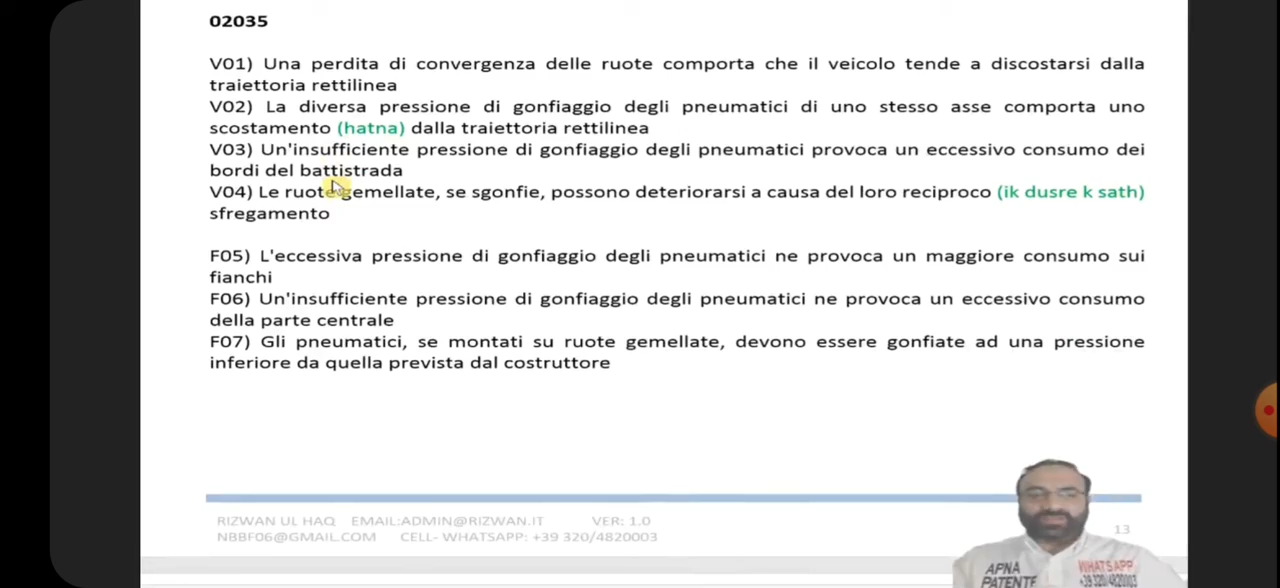 02035
V01) Una perdita di convergenza delle ruote comporta che il veicolo tende a discostarsi dalla
traiettoria rettilinea
V02) La diversa pressione di gonfiaggio degli pneumatici di uno stesso asse comporta uno
scostamento (hatna) dalla traiettoria rettilinea
V03) Un'insufficiente pressione di gonfiaggio degli pneumatici provoca un eccessivo consumo dei
bordi del battistrada
V04) Le ruote gemellate, se sgonfie, possono deteriorarsi a causa del loro reciproco (ik dusre k sath)
sfregamento
F05) L'eccessiva pressione di gonfiaggio degli pneumatici ne provoca un maggiore consumo sui
fianchi
F06) Un'insufficiente pressione di gonfiaggio degli pneumatici ne provoca un eccessivo consumo
della parte centrale
F07) Gli pneumatici, se montati su ruote gemellate, devono essere gonfiate ad una pressione
inferiore da quella prevista dal costruttore
RIZWAN UL HAQ EMAIL:ADMIN@RIZWAN.IT VER: 1.0
NBBF06@GMAIL.COM CELL- WHATSAPP: +39 320/4820003
13
APNA WHATSAPP
PATENTE +39 320/4820003